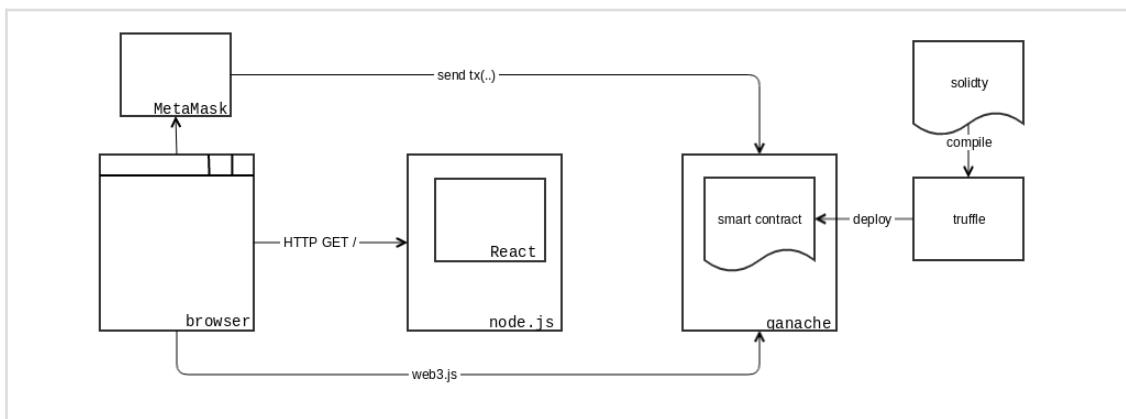 send tx(..)
solidty
MetaMask
compile
smart contract
deploy
truffle
HTTP GET /
React
browser
node.js
ganache
web3.js